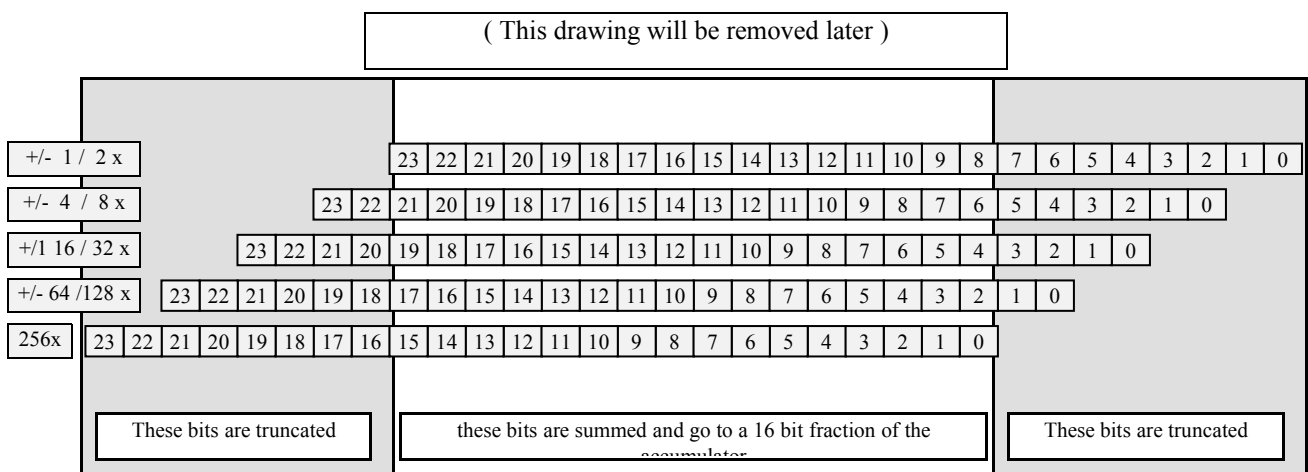 ( This drawing will be removed later )
+/- 1 / 2 x 23 22 21 20 19 18 17 16 15 14 13 12 11 10 9 8 7 6 5 4 3 2 1 0
+/- 4 / 8 x 23 22 21 20 19 18 17 16 15 14 13 12 11 10 9 8 7 6 5 4 3 2 1 0
+/1 16 / 32 x 23 22 21 20 19 18 17 16 15 14 13 12 11 10 9 8 7 6 5 4 3 2 1 0
+/- 64 /128 x 23 22 21 20 19 18 17 16 15 14 13 12 11 10 9 8 7 6 5 4 3 2 1 0
256x 23 22 21 20 19 18 17 16 15 14 13 12 11 10 9 8 7 6 5 4 3 2 1 0
These bits are truncated
these bits are summed and go to a 16 bit fraction of the
accumulator
These bits are truncated